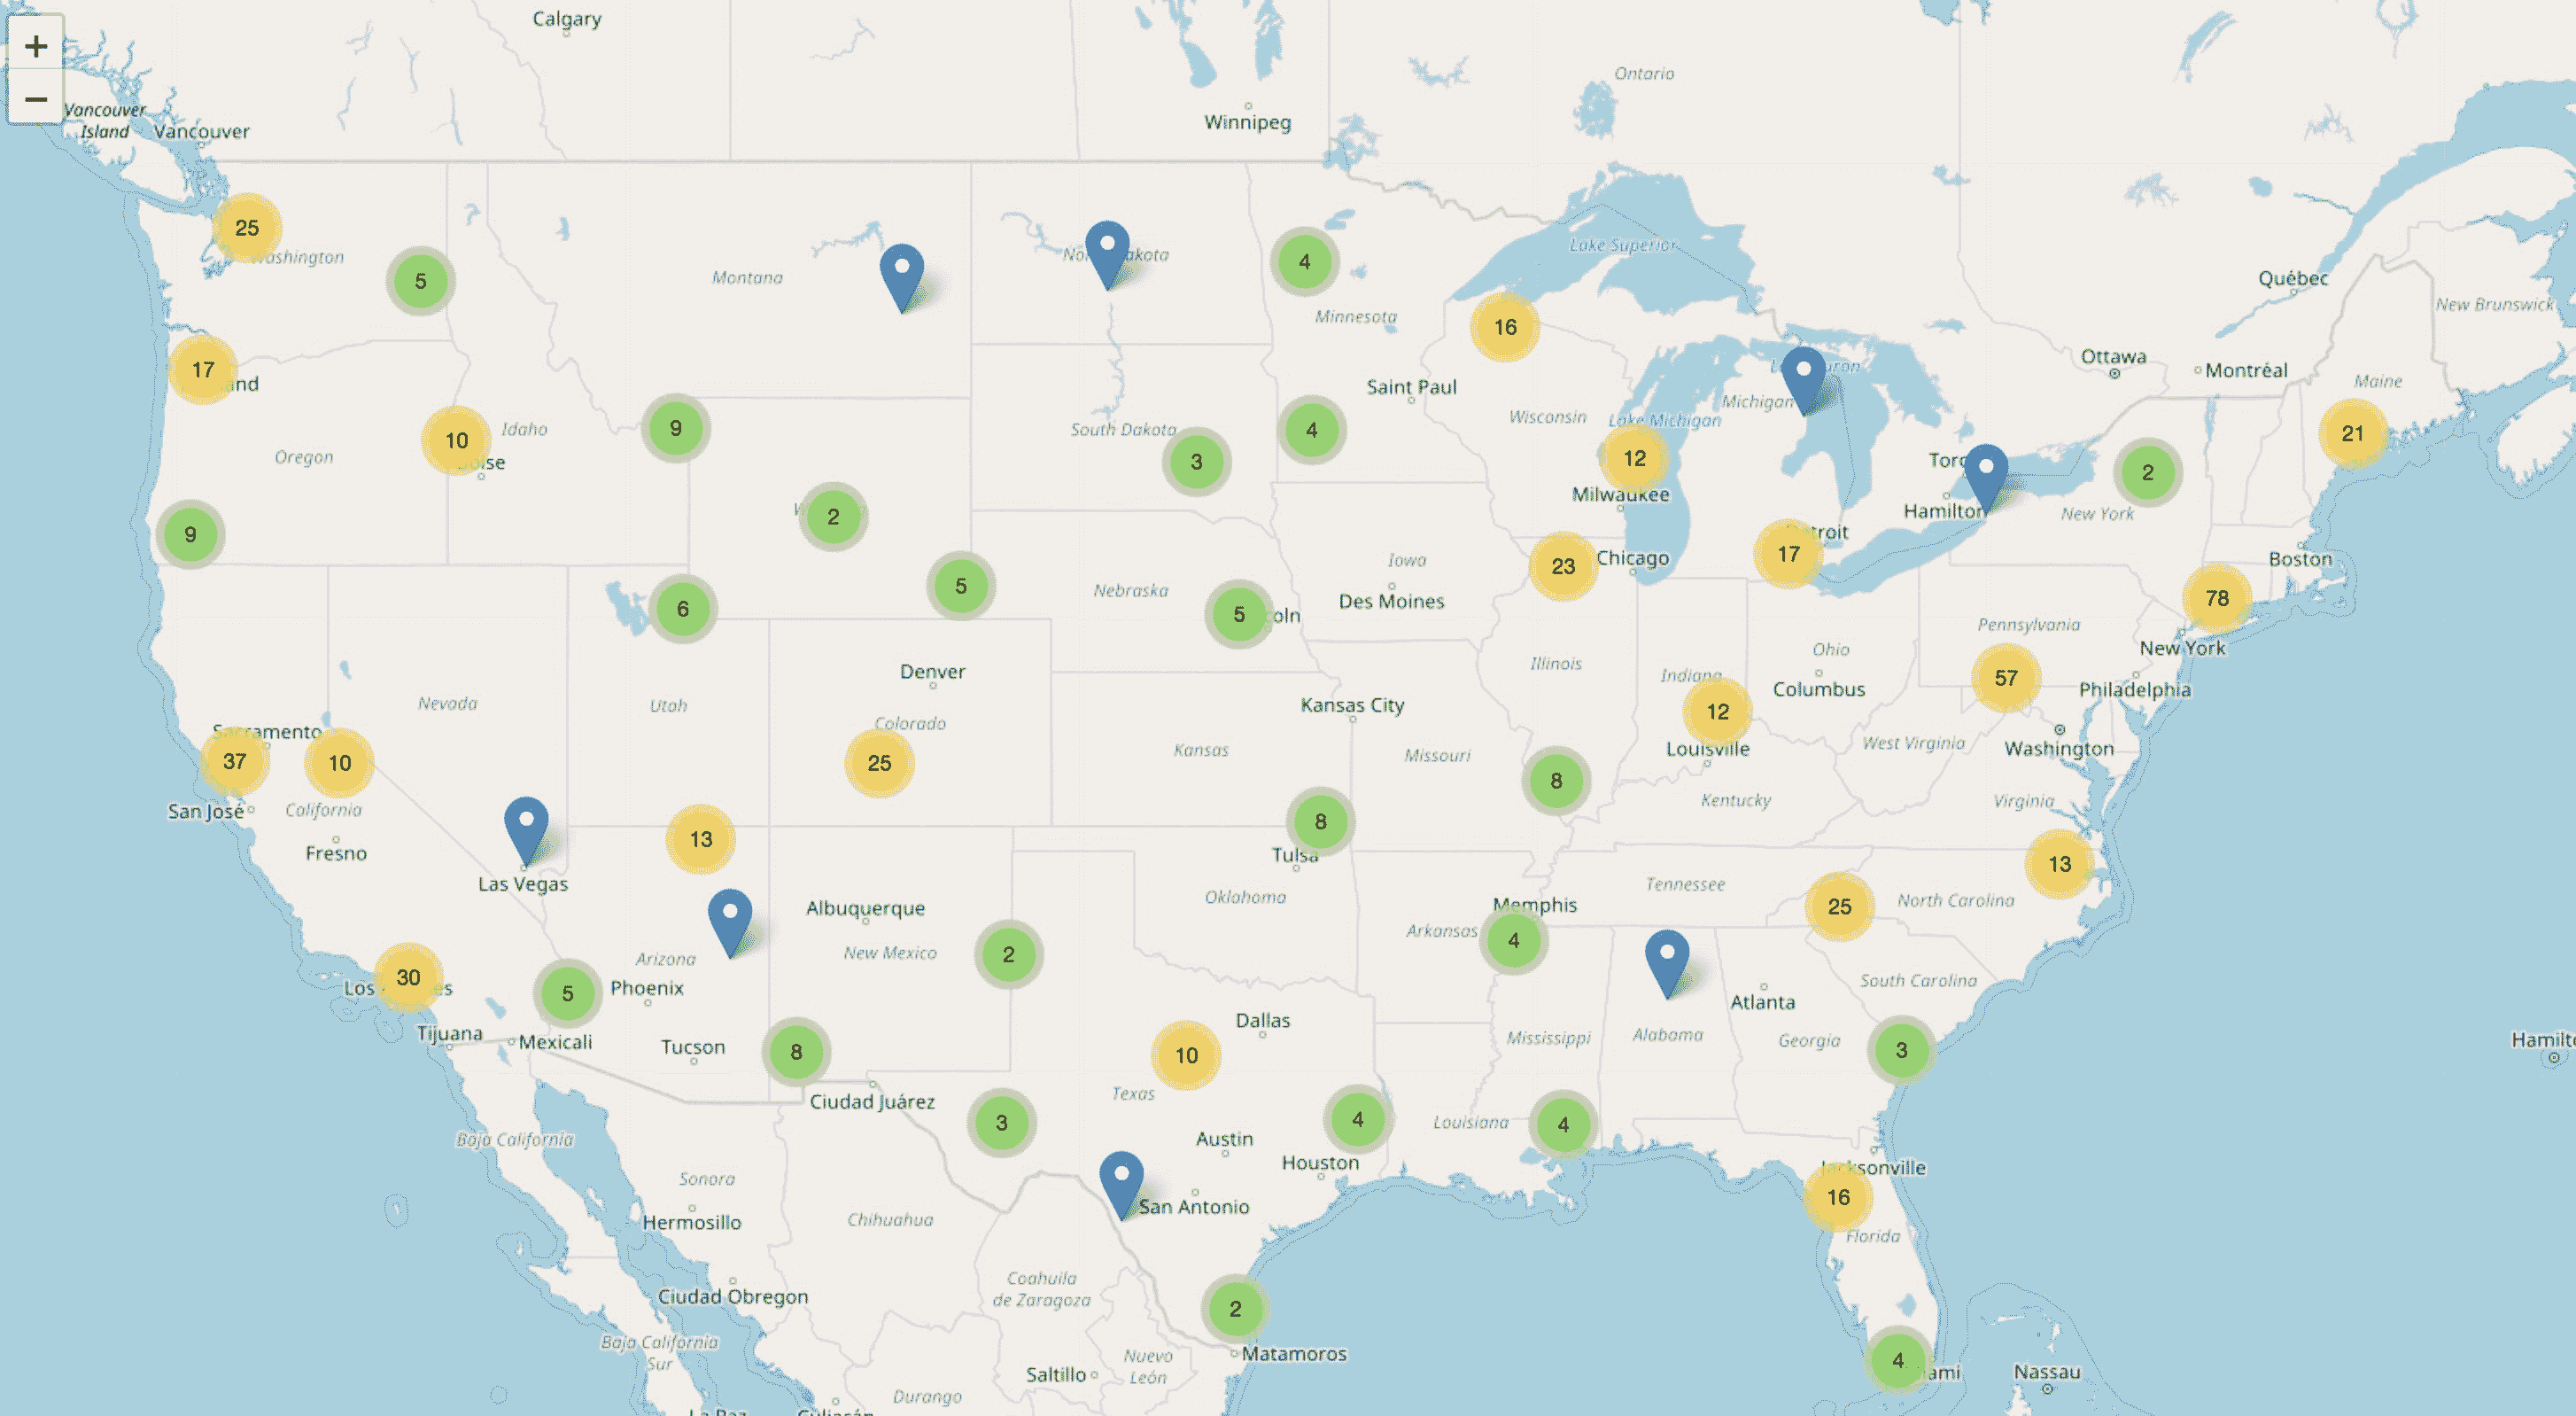 Calgary
+
−
Ontario
Vancouver
Island
Vancouver
Winnipeg
25
Washington
Lake Superior
North Dakota
4
5
Montana
Québec
New Brunswick
Minnesota
16
Ottawa
Montréal
Lake Huron
17
Maine
Saint Paul
Michigan
Wisconsin
Lake Michigan
9
10
Idaho
Boise
South Dakota
4
21
Oregon
3
12
2
Milwaukee
Hamilton
New York
2
9
Detroit
17
Boston
Iowa
23
Chicago
5
Nebraska
Des Moines
78
6
5
Pennsylvania
New York
Ohio
Illinois
Denver
Indiana
57
Columbus
Philadelphia
Nevada
Utah
Kansas City
12
Colorado
Sacramento
West Virginia
Washington
Louisville
Kansas
Missouri
37
10
25
8
Kentucky
Virginia
San José
California
8
13
Fresno
Tulsa
13
Las Vegas
Tennessee
Oklahoma
North Carolina
Memphis
25
Albuquerque
Arkansas
4
New Mexico
2
Arizona
30
Los Angeles
5
Phoenix
South Carolina
Atlanta
Dallas
Tijuana
Mexicali
Mississippi
Alabama
Georgia
Tucson
8
10
3
Texas
Ciudad Juárez
3
4
Louisiana
4
Baja California
Austin
Houston
Jacksonville
Sonora
16
San Antonio
Hermosillo
Chihuahua
Florida
Coahuila
de Zaragoza
Ciudad Obregon
2
Baja California
Sur
Matamoros
Nuevo
León
4
Saltillo
Nassau
Durango
La Paz
Culiacán